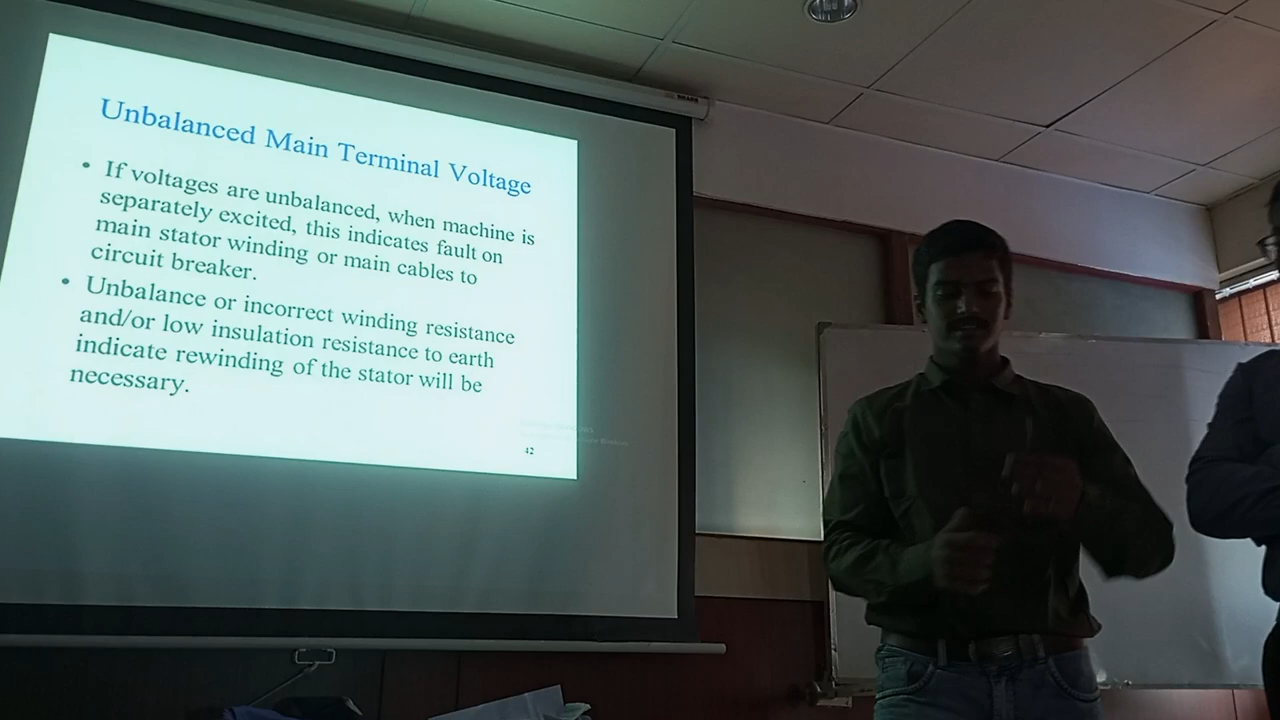 Unbalanced Main Terminal Voltage
• If voltages are unbalanced, when machine is
separately excited, this indicates fault on
main stator winding or main cables to
circuit breaker.
• Unbalance or incorrect winding resistance
and/or low insulation resistance to earth
indicate rewinding of the stator will be
necessary.
42